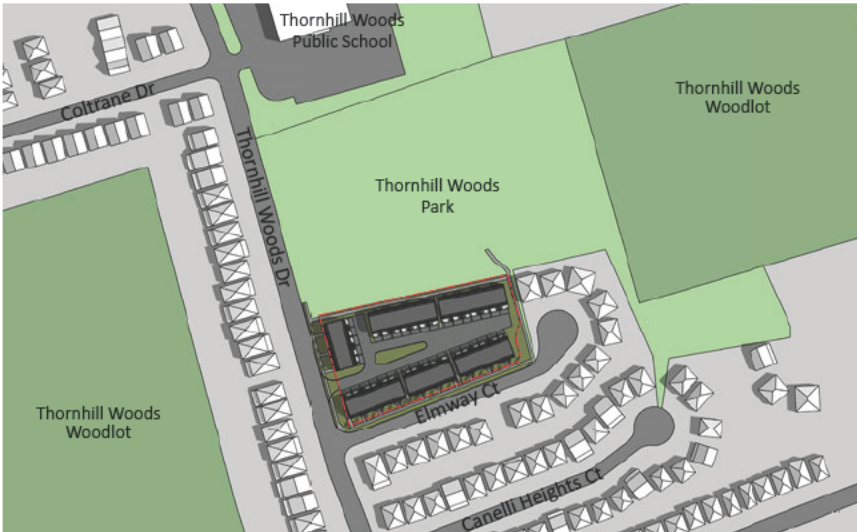 Thornhill Woods
Public School
Coltrane Dr
Thornhill Woods
Woodlot
Thornhill Woods Dr
Thornhill Woods
Park
Thornhill Woods
Woodlot
Elmway Ct
Canelli Heights Ct